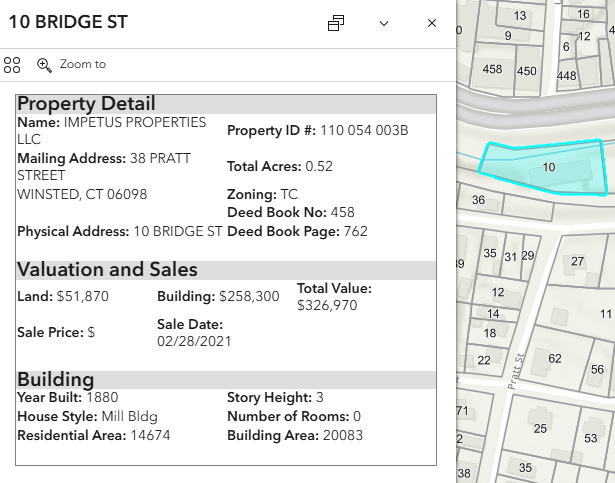 10 BRIDGE ST
Zoom to
Property Detail
Name: IMPETUS PROPERTIES LLC
Property ID #: 110 054 003B
Mailing Address: 38 PRATT STREET
Total Acres: 0.52
WINSTED, CT 06098
Zoning: TC
Deed Book No: 458
Physical Address: 10 BRIDGE ST
Deed Book Page: 762
Valuation and Sales
Land: $51,870
Building: $258,300
Total Value: $326,970
Sale Price: $
Sale Date: 02/28/2021
Building
Year Built: 1880
Story Height: 3
House Style: Mill Bldg
Number of Rooms: 0
Residential Area: 14674
Building Area: 20083
13
16
9
12
6
458
450
448
10
36
35
31
29
27
12
14
11
18
22
62
56
Pratt St
71
25
53
38
35